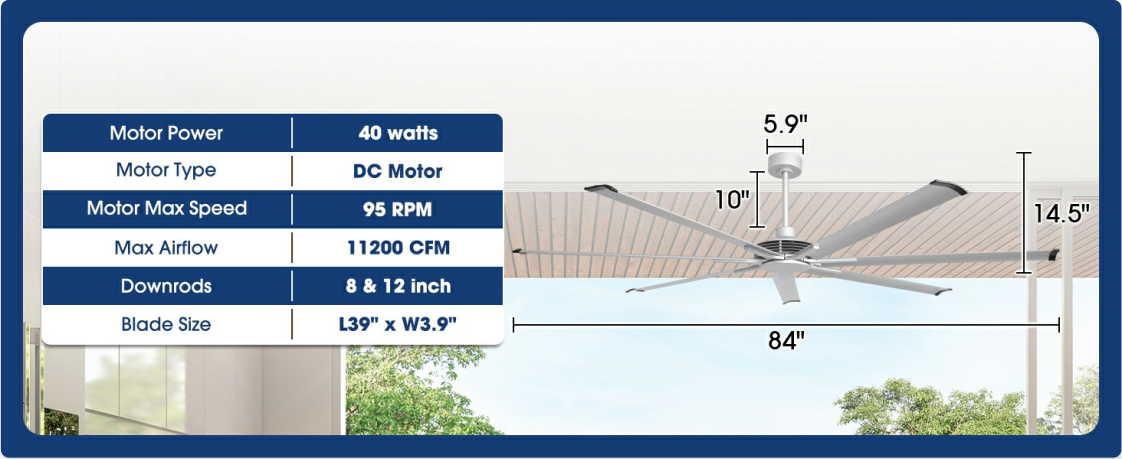 Motor Power 40 watts
Motor Type DC Motor
Motor Max Speed 95 RPM
Max Airflow 11200 CFM
Downrods 8 & 12 inch
Blade Size L39" x W3.9"
5.9"
10"
14.5"
84"